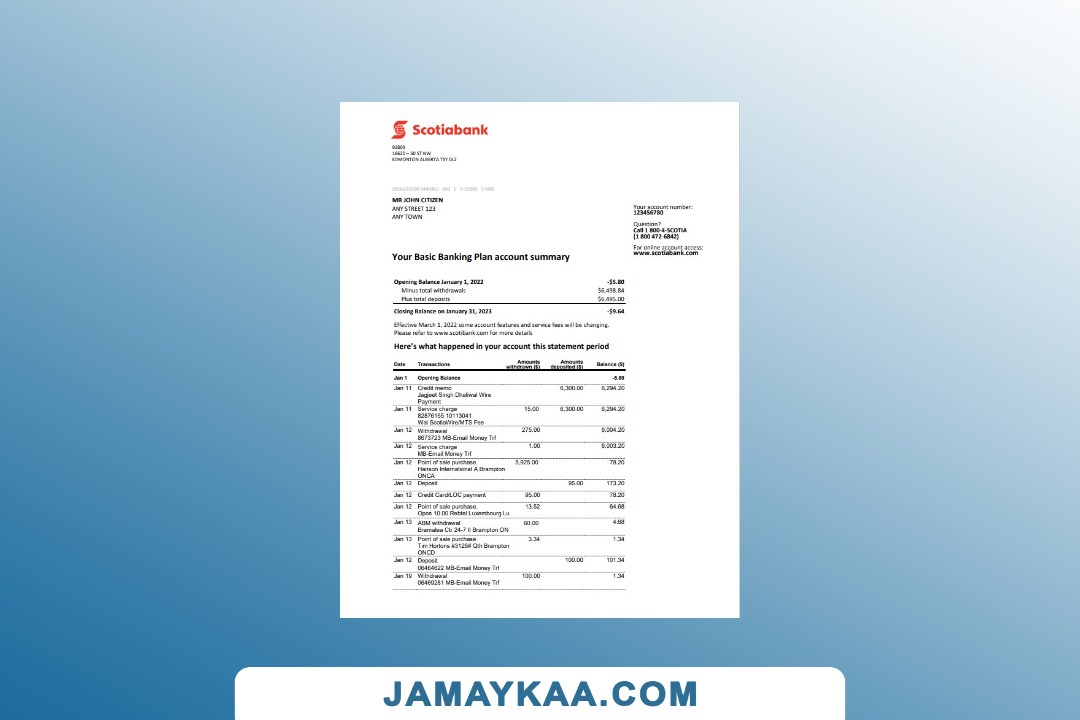 Scotiabank
92809
16622 – 50 ST NW
EDMONTON ALBERTA T5Y 0L2
MR JOHN CITIZEN
ANY STREET 123
ANY TOWN
Your account number:
123456780
Question?
Call 1 800-4-SCOTIA
(1 800 472-6842)
For online account access:
www.scotiabank.com
Your Basic Banking Plan account summary
Opening Balance January 1, 2022 -$5.80
Minus total withdrawals $6,498.84
Plus total deposits $6,495.00
Closing Balance on January 31, 2023 -$9.64
Effective March 1, 2022 some account features and service fees will be changing.
Please refer to www.scotibank.com for more details
Here's what happened in your account this statement period
Date Transactions Amounts withdrawn ($) Amounts deposited ($) Balance ($)
Jan 1 Opening Balance -5.80
Jan 11 Credit memo 6,300.00 6,294.20
Jagjeet Singh Dhaliwal Wire
Payment
Jan 11 Service charge 15.00 6,300.00 6,294.20
82876155 10113041
Wai ScotiaWire/MTS Fee
Jan 12 Withdrawal 275.00 6,004.20
8673723 MB-Email Money Trf
Jan 12 Service charge 1.00 6,003.20
MB-Email Money Trf
Jan 12 Point of sale purchase 5,925.00 78.20
Hanson International A Brampton
ONCA
Jan 12 Deposit 95.00 173.20
Jan 12 Credit Card/LOC payment 95.00 78.20
Jan 12 Point of sale purchase 13.52 64.68
Opos 10.00 Rebtel Luxembourg Lu
Jan 13 ABM withdrawal 60.00 4.68
Bramalea Ctr 24-7 II Brampton ON
Jan 13 Point of sale purchase 3.34 1.34
Tim Hortons #3126# Qth Brampton
ONCD
Jan 12 Deposit 100.00 101.34
06464622 MB-Email Money Trf
Jan 19 Withdrawal 100.00 1.34
06469281 MB-Email Money Trf
JAMAYKAA.COM